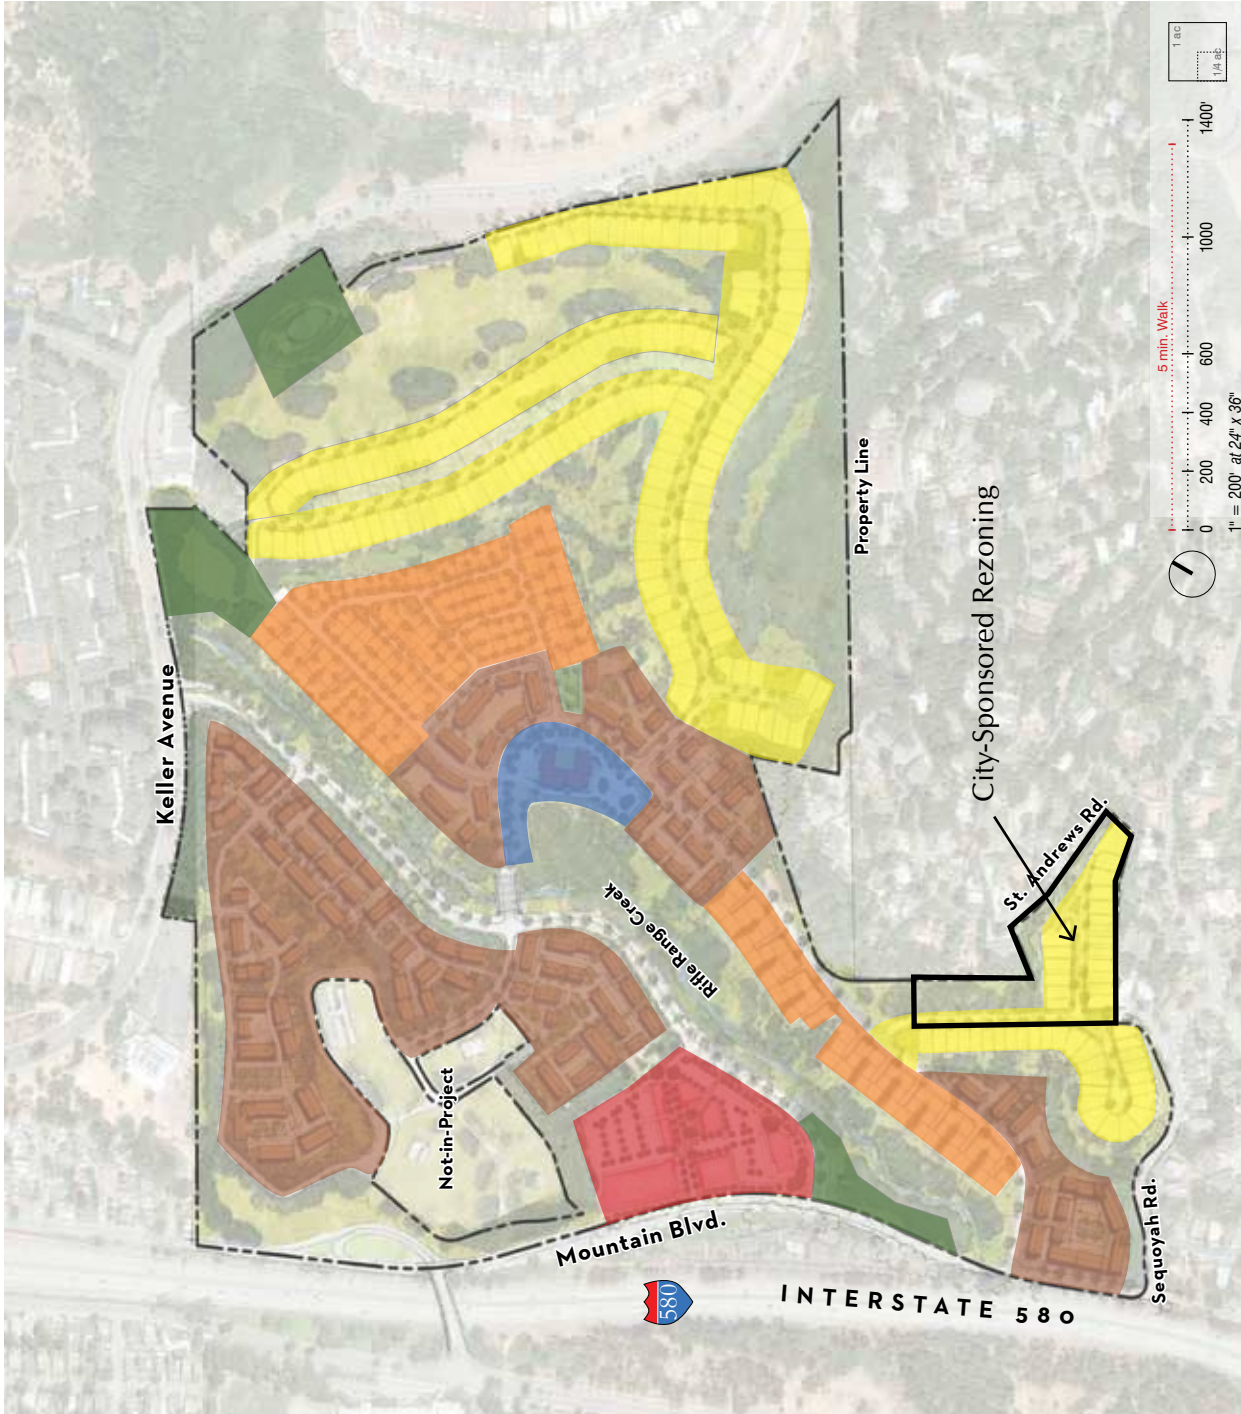 Keller Avenue
Property Line
City-Sponsored Rezoning
St. Andrews Rd.
Rifle Range Creek
Not-in-Project
Mountain Blvd.
580
INTERSTATE 580
Sequoyah Rd.
1 ac
1/4 ac
5 min. Walk
0 200 400 600 1000 1400'
1" = 200' at 24" x 36"